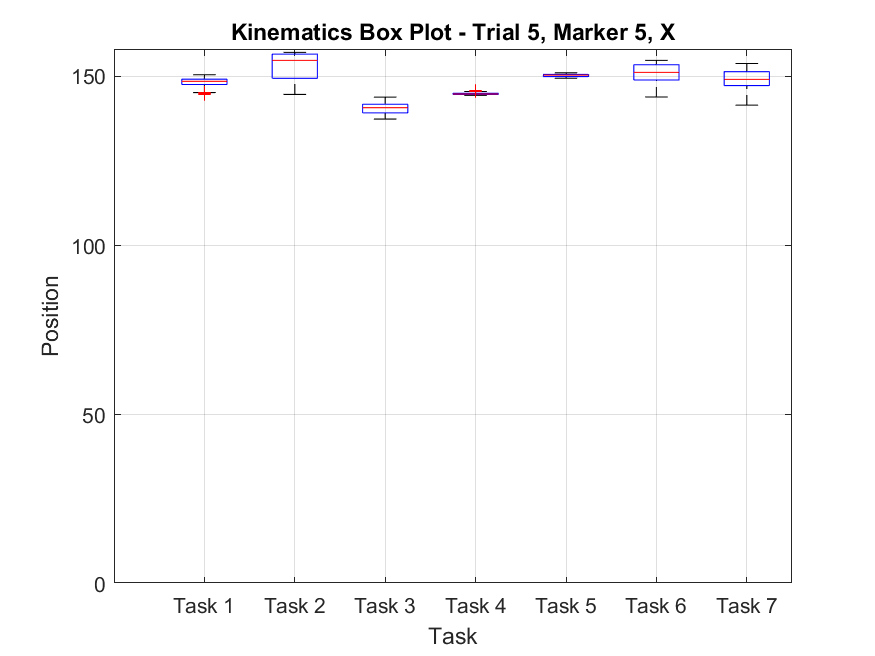 Kinematics Box Plot - Trial 5, Marker 5, X
150
100
50
0
Position
Task 1 Task 2 Task 3 Task 4 Task 5 Task 6 Task 7
Task